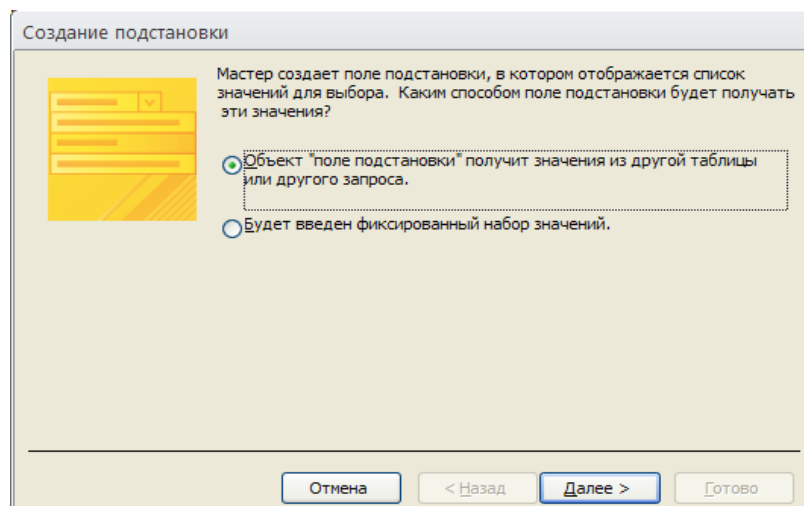 Создание подстановки
Мастер создает поле подстановки, в котором отображается список
значений для выбора. Каким способом поле подстановки будет получать
эти значения?
Объект "поле подстановки" получит значения из другой таблицы
или другого запроса.
Будет введен фиксированный набор значений.
Отмена
< Назад
Далее >
Готово